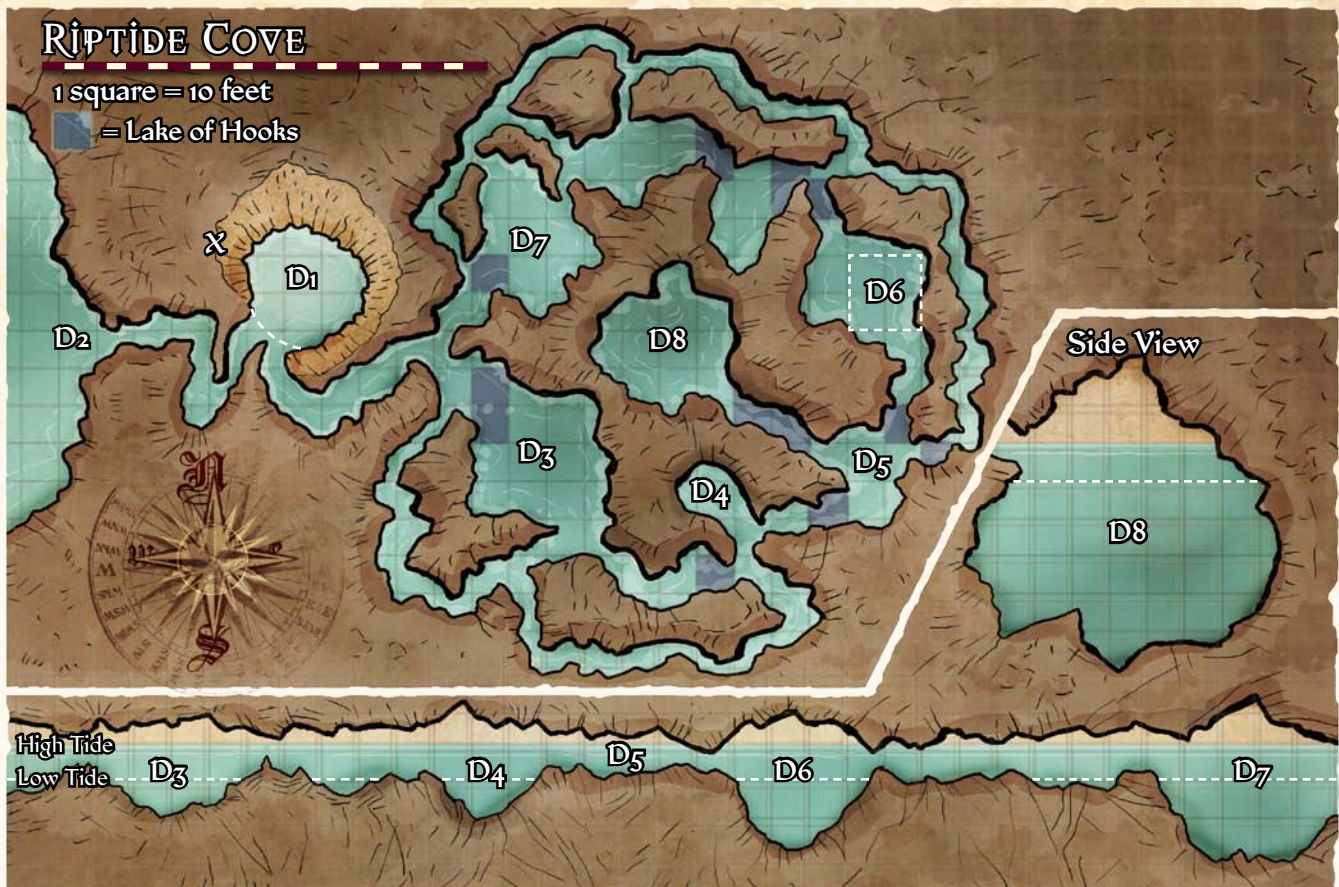 Riptide Cove
1 square = 10 feet
= Lake of Hooks
X
D1
D7
D6
D2
D8
Side View
D3
D4
D5
D8
N
W
S
High Tide
Low Tide
D3
D4
D5
D6
D7